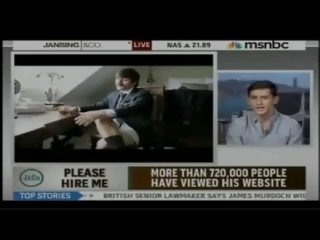 JANSING &CO.
LIVE
NAS ▲ 21.89
msnbc
J&Co
PLEASE
HIRE ME
MORE THAN 720,000 PEOPLE
HAVE VIEWED HIS WEBSITE
TOP STORIES
BRITISH SENIOR LAWMAKER SAYS JAMES MURDOCH WI